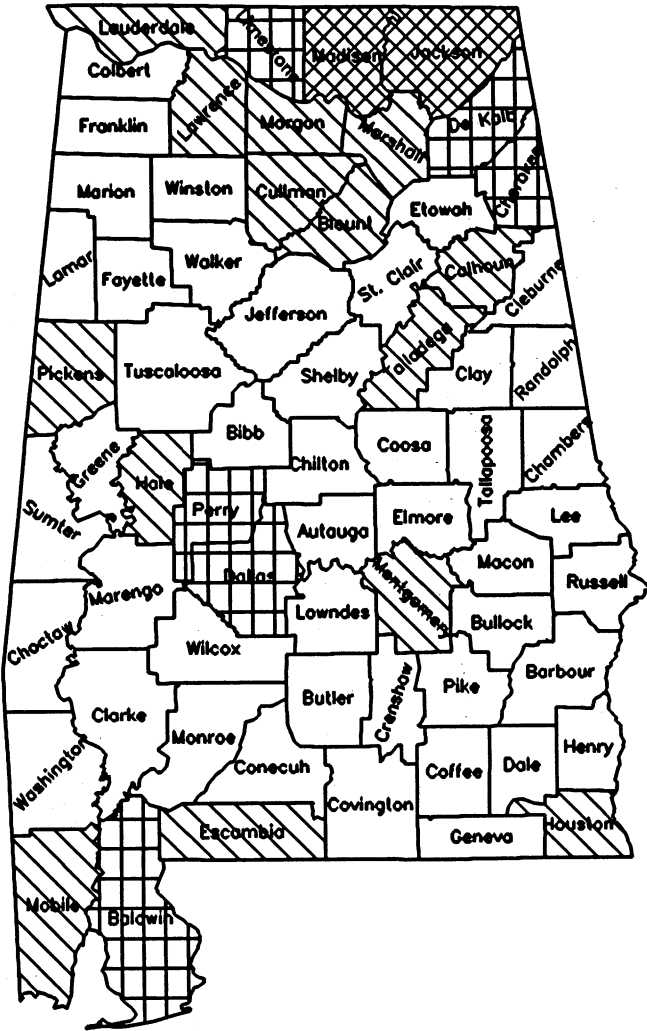 Lauderdale
Limestone
Madison
Jackson
Colbert
Lawrence
Franklin
Morgan
Marshall
De Kalb
Cherokee
Marion
Winston
Cullman
Blount
Etowah
Lamar
Fayette
Walker
St. Clair
Calhoun
Cleburne
Jefferson
Pickens
Tuscaloosa
Shelby
Talladega
Clay
Randolph
Bibb
Chilton
Coosa
Tallapoosa
Chambers
Greene
Hale
Sumter
Perry
Autauga
Elmore
Lee
Dallas
Montgomery
Macon
Russell
Marengo
Lowndes
Bullock
Choctaw
Wilcox
Barbour
Clarke
Butler
Crenshaw
Pike
Monroe
Washington
Conecuh
Coffee
Dale
Henry
Covington
Escambia
Geneva
Houston
Mobile
Baldwin